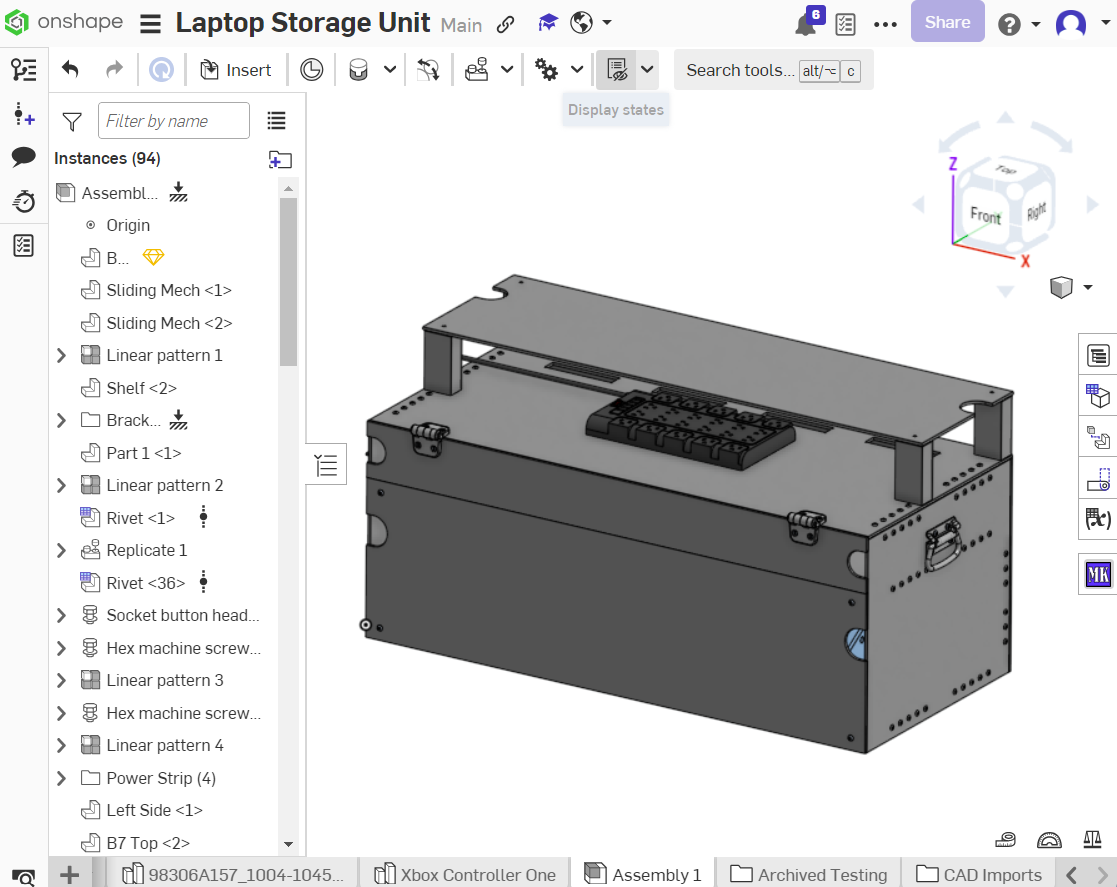 onshape Laptop Storage Unit Main 6 Share
Insert Search tools... alt/⌥ c
Display states
Filter by name
Instances (94)
Assembl...
Origin
B...
Sliding Mech <1>
Sliding Mech <2>
Linear pattern 1
Shelf <2>
Brack...
Part 1 <1>
Linear pattern 2
Rivet <1>
Replicate 1
Rivet <36>
Socket button head...
Hex machine screw...
Linear pattern 3
Hex machine screw...
Linear pattern 4
Power Strip (4)
Left Side <1>
B7 Top <2>
Z
Top
Front
Right
X
(x)
MK
98306A157_1004-1045... Xbox Controller One Assembly 1 Archived Testing CAD Imports